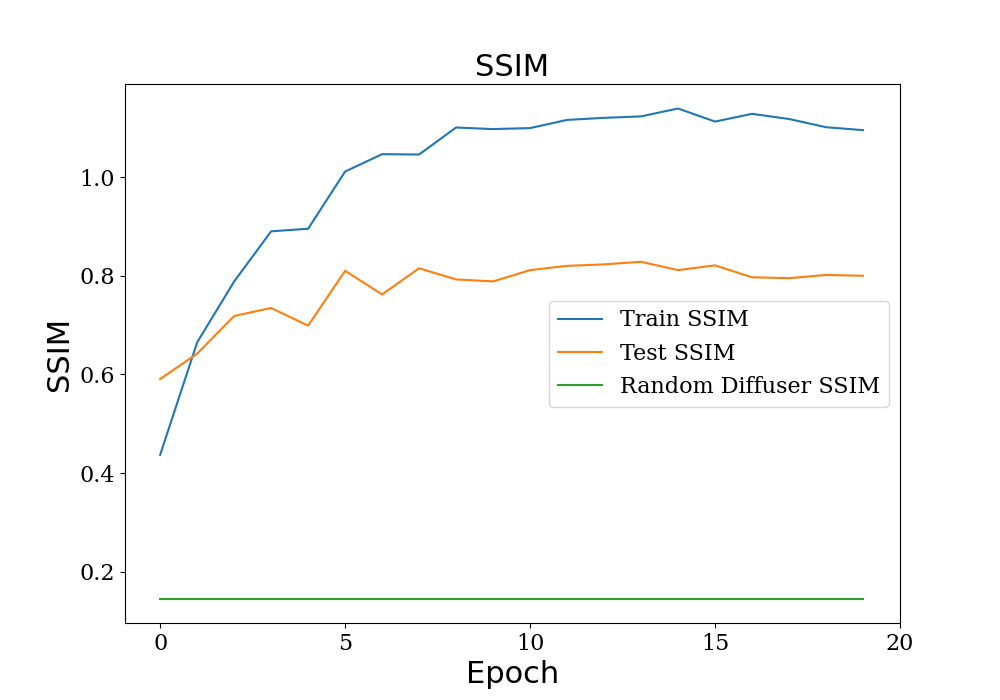 SSIM
SSIM
1.0
0.8
0.6
0.4
0.2
Train SSIM
Test SSIM
Random Diffuser SSIM
0 5 10 15 20
Epoch